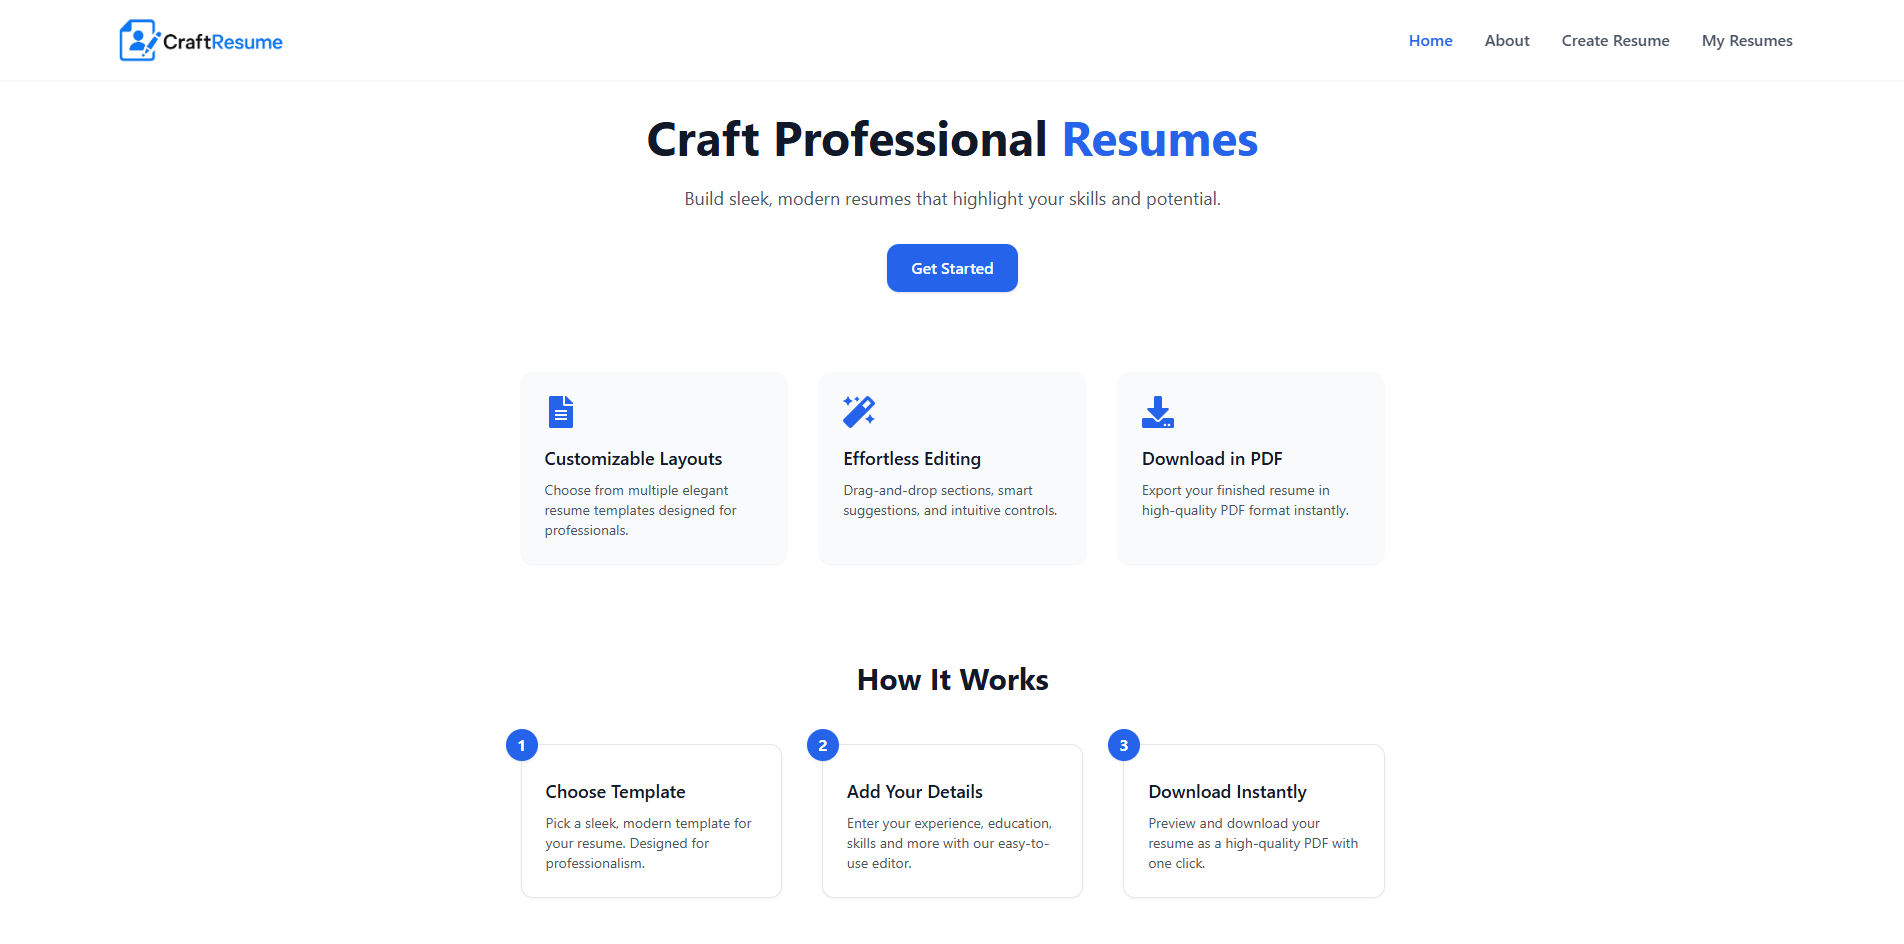 CraftResume
Home About Create Resume My Resumes
Craft Professional Resumes
Build sleek, modern resumes that highlight your skills and potential.
Get Started
Customizable Layouts
Choose from multiple elegant
resume templates designed for
professionals.
Effortless Editing
Drag-and-drop sections, smart
suggestions, and intuitive controls.
Download in PDF
Export your finished resume in
high-quality PDF format instantly.
How It Works
1
Choose Template
Pick a sleek, modern template for
your resume. Designed for
professionalism.
2
Add Your Details
Enter your experience, education,
skills and more with our easy-to-
use editor.
3
Download Instantly
Preview and download your
resume as a high-quality PDF with
one click.